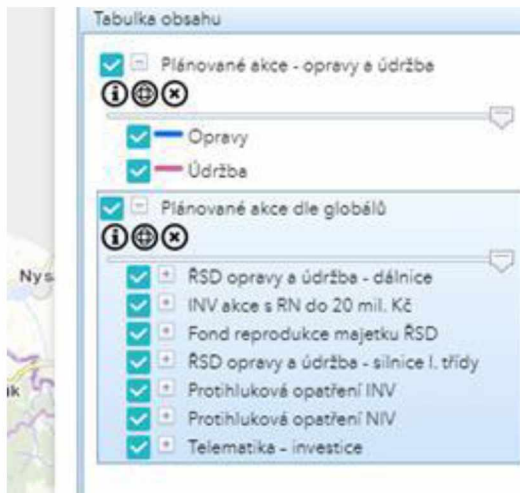 Tabulka obsahu
Plánované akce - opravy a údržba
Opravy
Údržba
Plánované akce dle globálů
Nys
ŘSD opravy a údržba - dálnice
INV akce s RN do 20 mil. Kč
Fond reprodukce majetku ŘSD
ŘSD opravy a údržba - silnice I. třídy
ık
Protihluková opatření INV
Protihluková opatření NIV
Telematika - investice